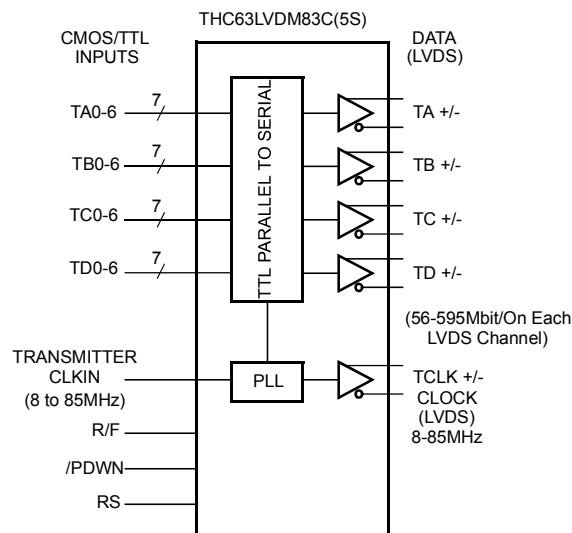 THC63LVDM83C(5S)
CMOS/TTL
INPUTS
DATA
(LVDS)
TA0-6
7
TA +/-
TB0-6
7
TB +/-
TC0-6
7
TC +/-
TD0-6
7
TD +/-
TTL PARALLEL TO SERIAL
(56-595Mbit/On Each
LVDS Channel)
TRANSMITTER
CLKIN
(8 to 85MHz)
PLL
TCLK +/-
CLOCK
(LVDS)
8-85MHz
R/F
/PDWN
RS